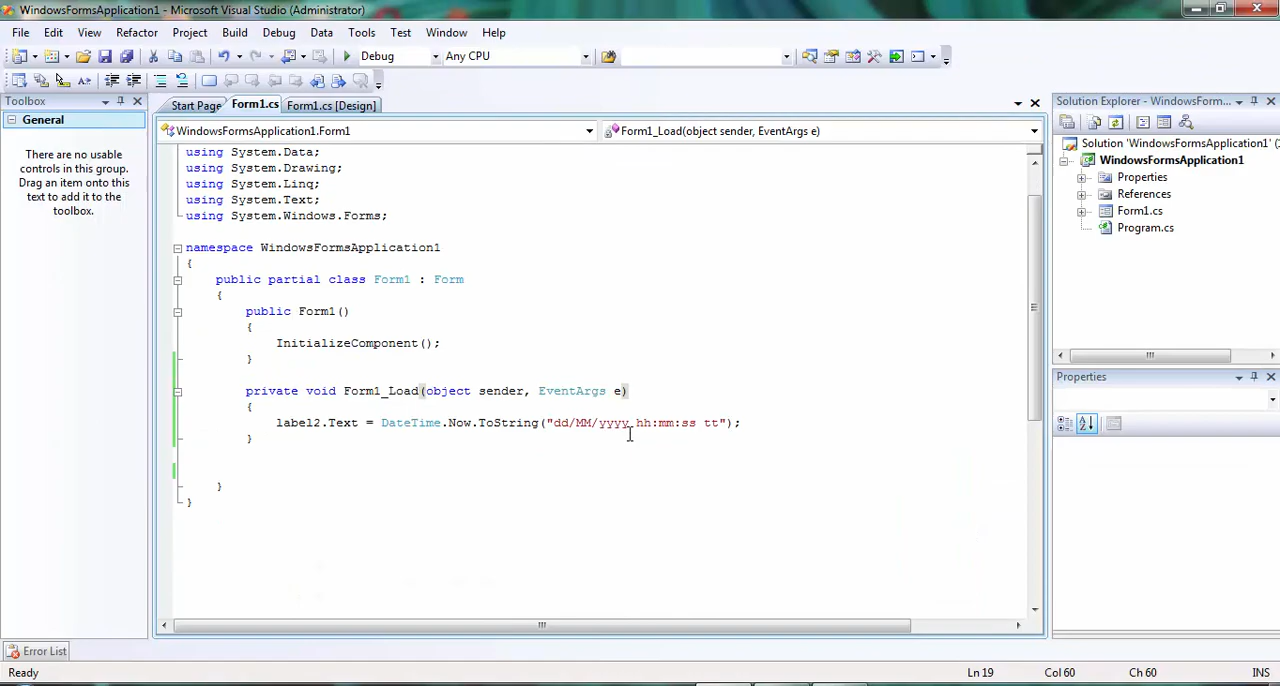 WindowsFormsApplication1 - Microsoft Visual Studio (Administrator)
File Edit View Refactor Project Build Debug Data Tools Test Window Help
Debug Any CPU
Toolbox
General
There are no usable
controls in this group.
Drag an item onto this
text to add it to the
toolbox.
Start Page Form1.cs Form1.cs [Design]
WindowsFormsApplication1.Form1 Form1_Load(object sender, EventArgs e)
using System.Data;
using System.Drawing;
using System.Linq;
using System.Text;
using System.Windows.Forms;
namespace WindowsFormsApplication1
{
public partial class Form1 : Form
{
public Form1()
{
InitializeComponent();
}
private void Form1_Load(object sender, EventArgs e)
{
label2.Text = DateTime.Now.ToString("dd/MM/yyyy hh:mm:ss tt");
}
}
}
Solution Explorer - WindowsForm...
Solution 'WindowsFormsApplication1' (1
WindowsFormsApplication1
Properties
References
Form1.cs
Program.cs
Properties
Error List
Ready Ln 19 Col 60 Ch 60 INS